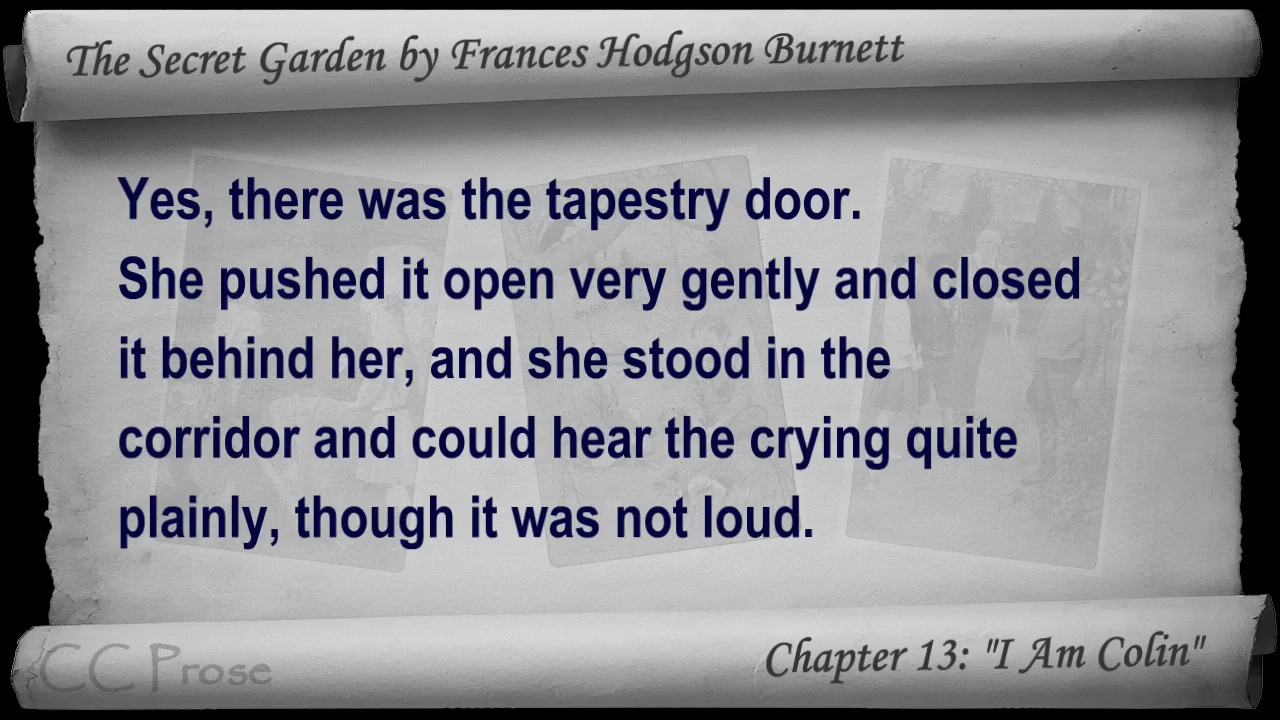 The Secret Garden by Frances Hodgson Burnett
Yes, there was the tapestry door.
She pushed it open very gently and closed
it behind her, and she stood in the
corridor and could hear the crying quite
plainly, though it was not loud.
CC Prose
Chapter 13: "I Am Colin"